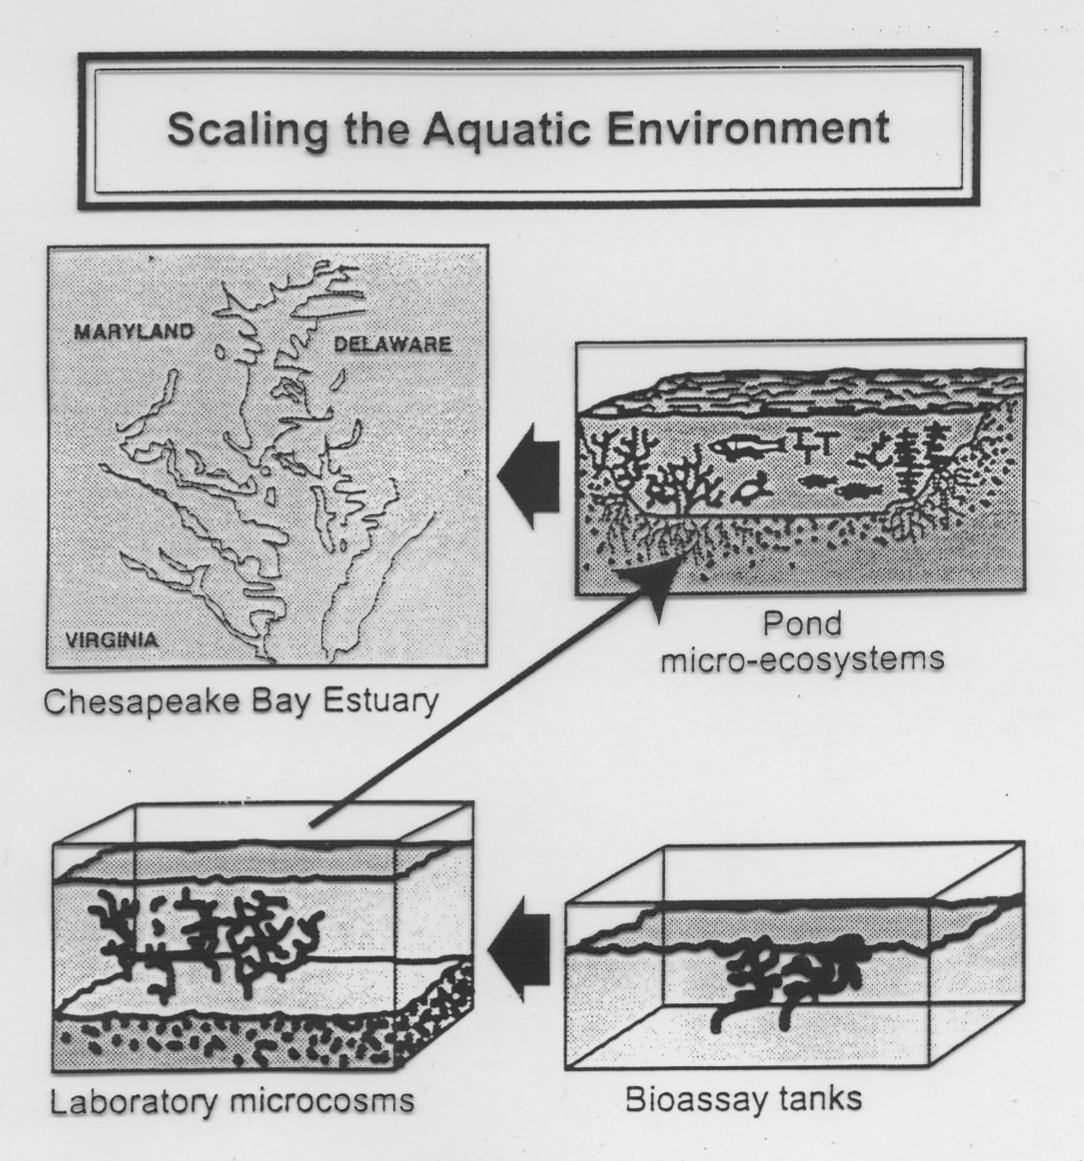 Scaling the Aquatic Environment
MARYLAND
DELAWARE
VIRGINIA
Chesapeake Bay Estuary
Pond
micro-ecosystems
Laboratory microcosms
Bioassay tanks